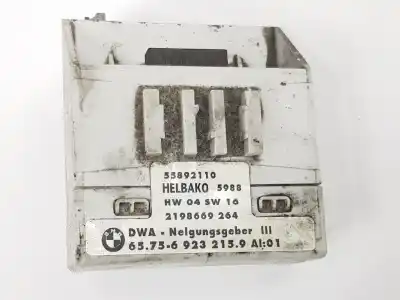 55892110
HELBAKO 5988
HW 04 SW 16
2198669 264
DWA - Neigungsgeber III
65.75-6 923 215.9 AI:01